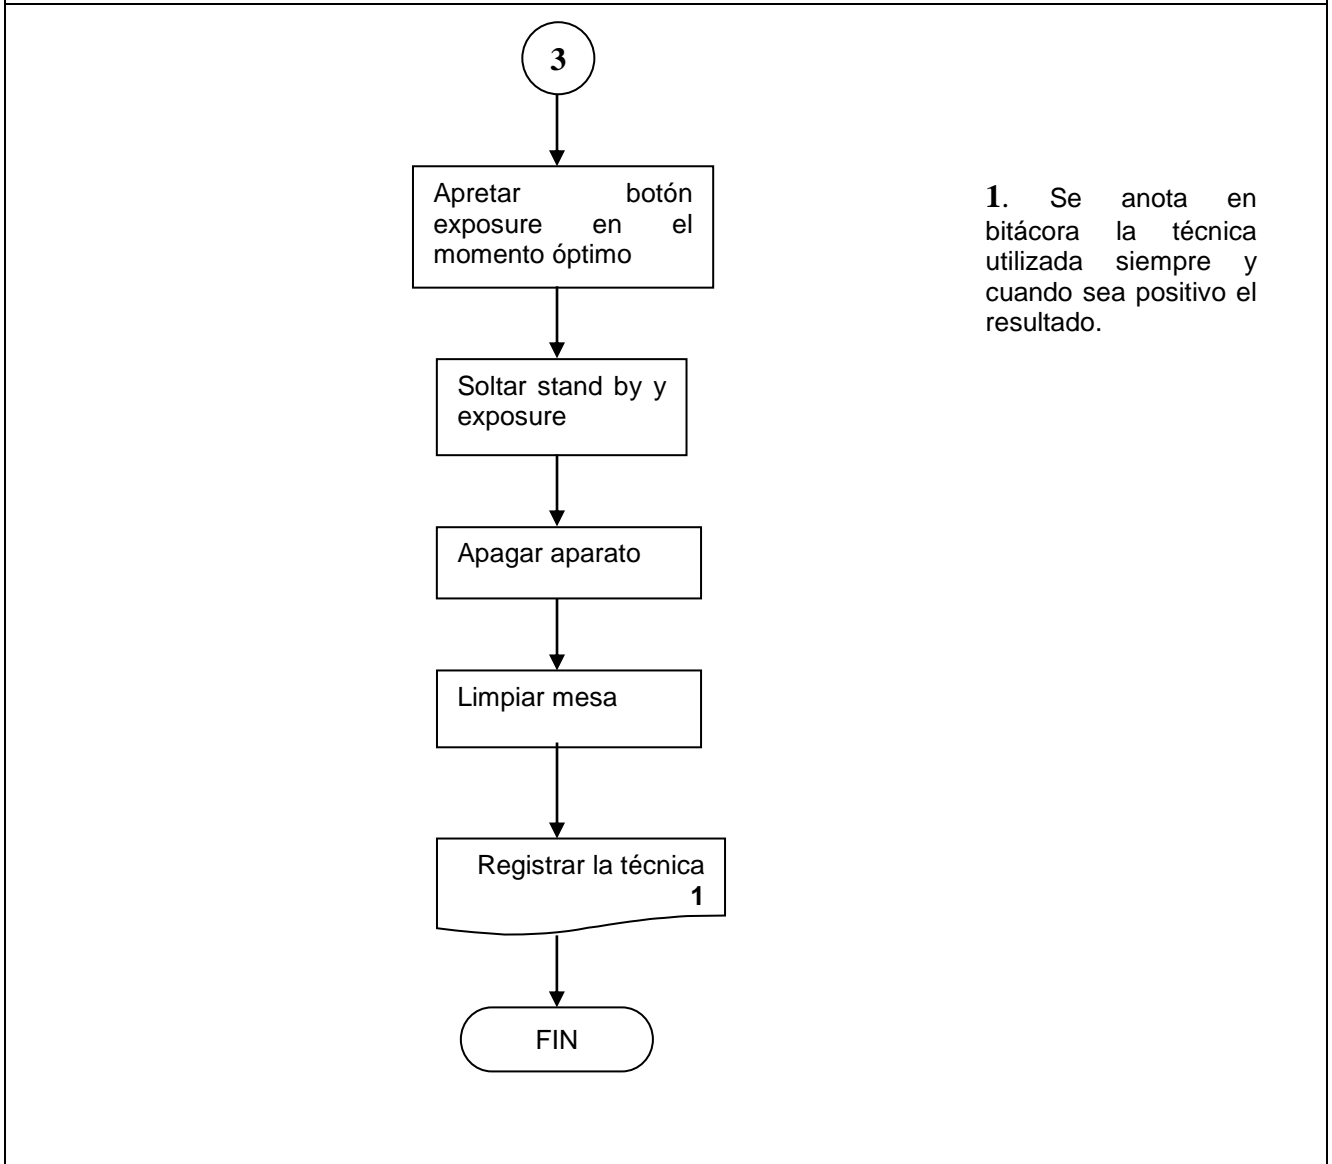 3
Apretar botón
exposure en el
momento óptimo
1. Se anota en
bitácora la técnica
utilizada siempre y
cuando sea positivo el
resultado.
Soltar stand by y
exposure
Apagar aparato
Limpiar mesa
Registrar la técnica
1
FIN